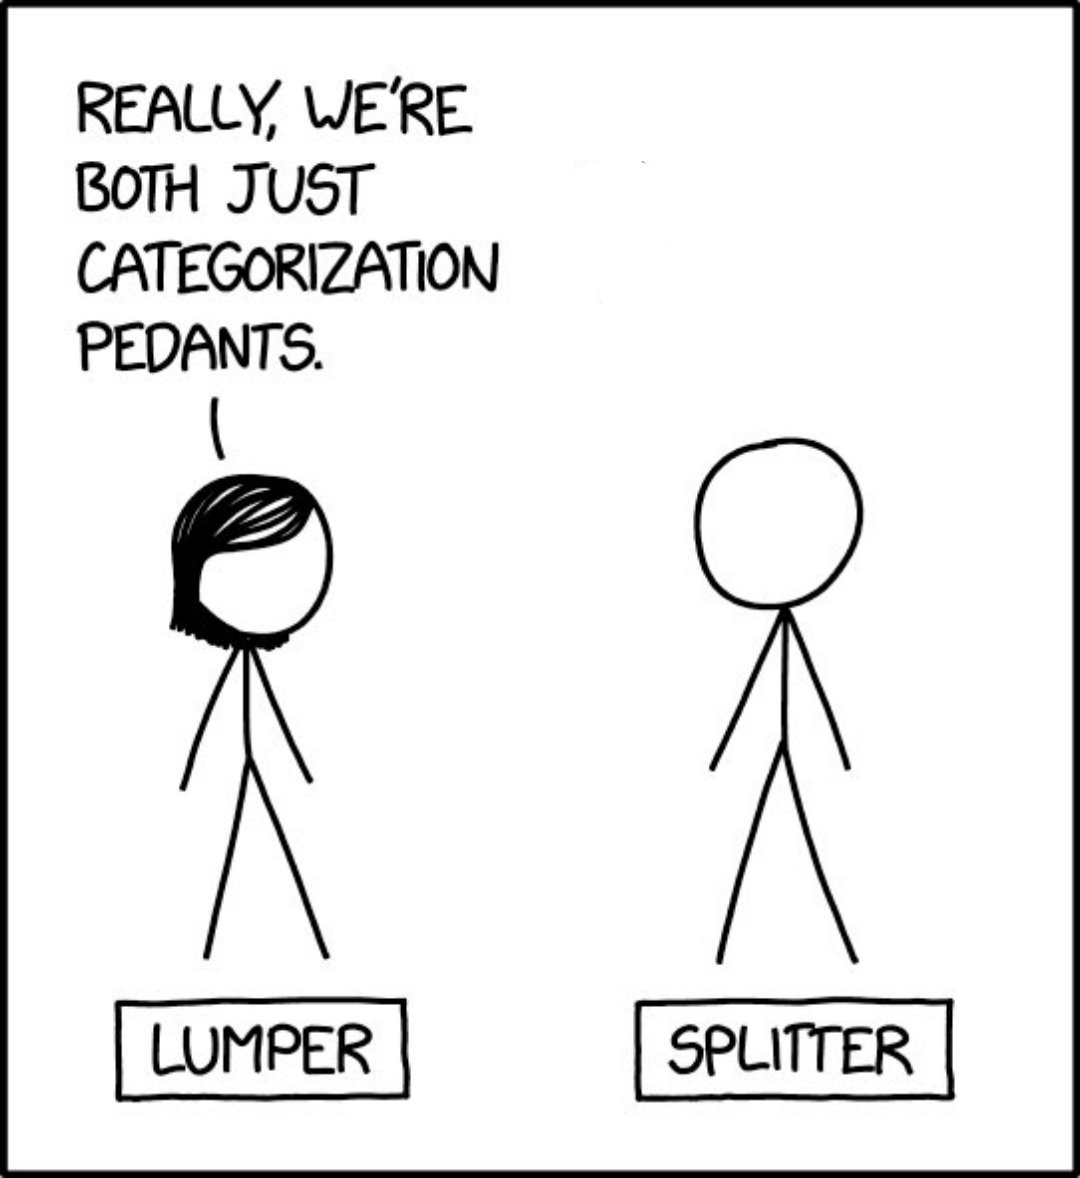 REALLY, WE'RE
BOTH JUST
CATEGORIZATION
PEDANTS.
LUMPER
SPLITTER